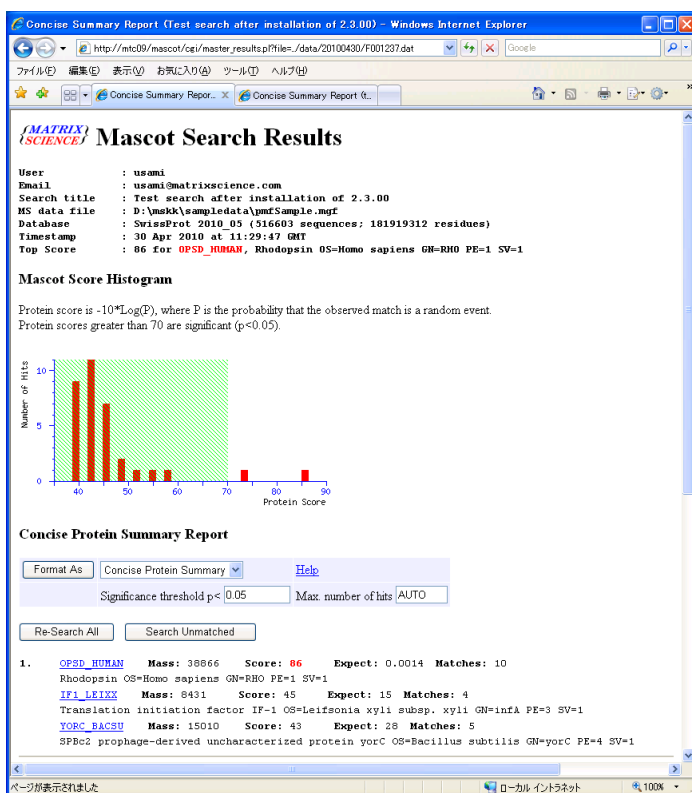 Concise Summary Report (Test search after installation of 2.3.00) - Windows Internet Explorer
http://mtc09/mascot/cgi/master_results.pl?file=../data/20100430/F001237.dat
Google
ファイル(F) 編集(E) 表示(V) お気に入り(A) ツール(T) ヘルプ(H)
Concise Summary Repor... X Concise Summary Report (t...
{MATRIX SCIENCE} Mascot Search Results
User : usami
Email : usami@matrixscience.com
Search title : Test search after installation of 2.3.00
MS data file : D:\mskk\sampledata\pmfSample.mgf
Database : SwissProt 2010_05 (516603 sequences; 181919312 residues)
Timestamp : 30 Apr 2010 at 11:29:47 GMT
Top Score : 86 for OPSD_HUMAN, Rhodopsin OS=Homo sapiens GN=RHO PE=1 SV=1
Mascot Score Histogram
Protein score is -10*Log(P), where P is the probability that the observed match is a random event.
Protein scores greater than 70 are significant (p<0.05).
Number of Hits
10
5
0
40 50 60 70 80 90
Protein Score
Concise Protein Summary Report
Format As Concise Protein Summary Help
Significance threshold p< 0.05 Max. number of hits AUTO
Re-Search All Search Unmatched
1. OPSD_HUMAN Mass: 38866 Score: 86 Expect: 0.0014 Matches: 10
Rhodopsin OS=Homo sapiens GN=RHO PE=1 SV=1
IF1_LEIXX Mass: 8431 Score: 45 Expect: 15 Matches: 4
Translation initiation factor IF-1 OS=Leifsonia xyli subsp. xyli GN=infA PE=3 SV=1
YORC_BACSU Mass: 15010 Score: 43 Expect: 28 Matches: 5
SPBc2 prophage-derived uncharacterized protein yorC OS=Bacillus subtilis GN=yorC PE=4 SV=1
ページが表示されました ローカル イントラネット 100%